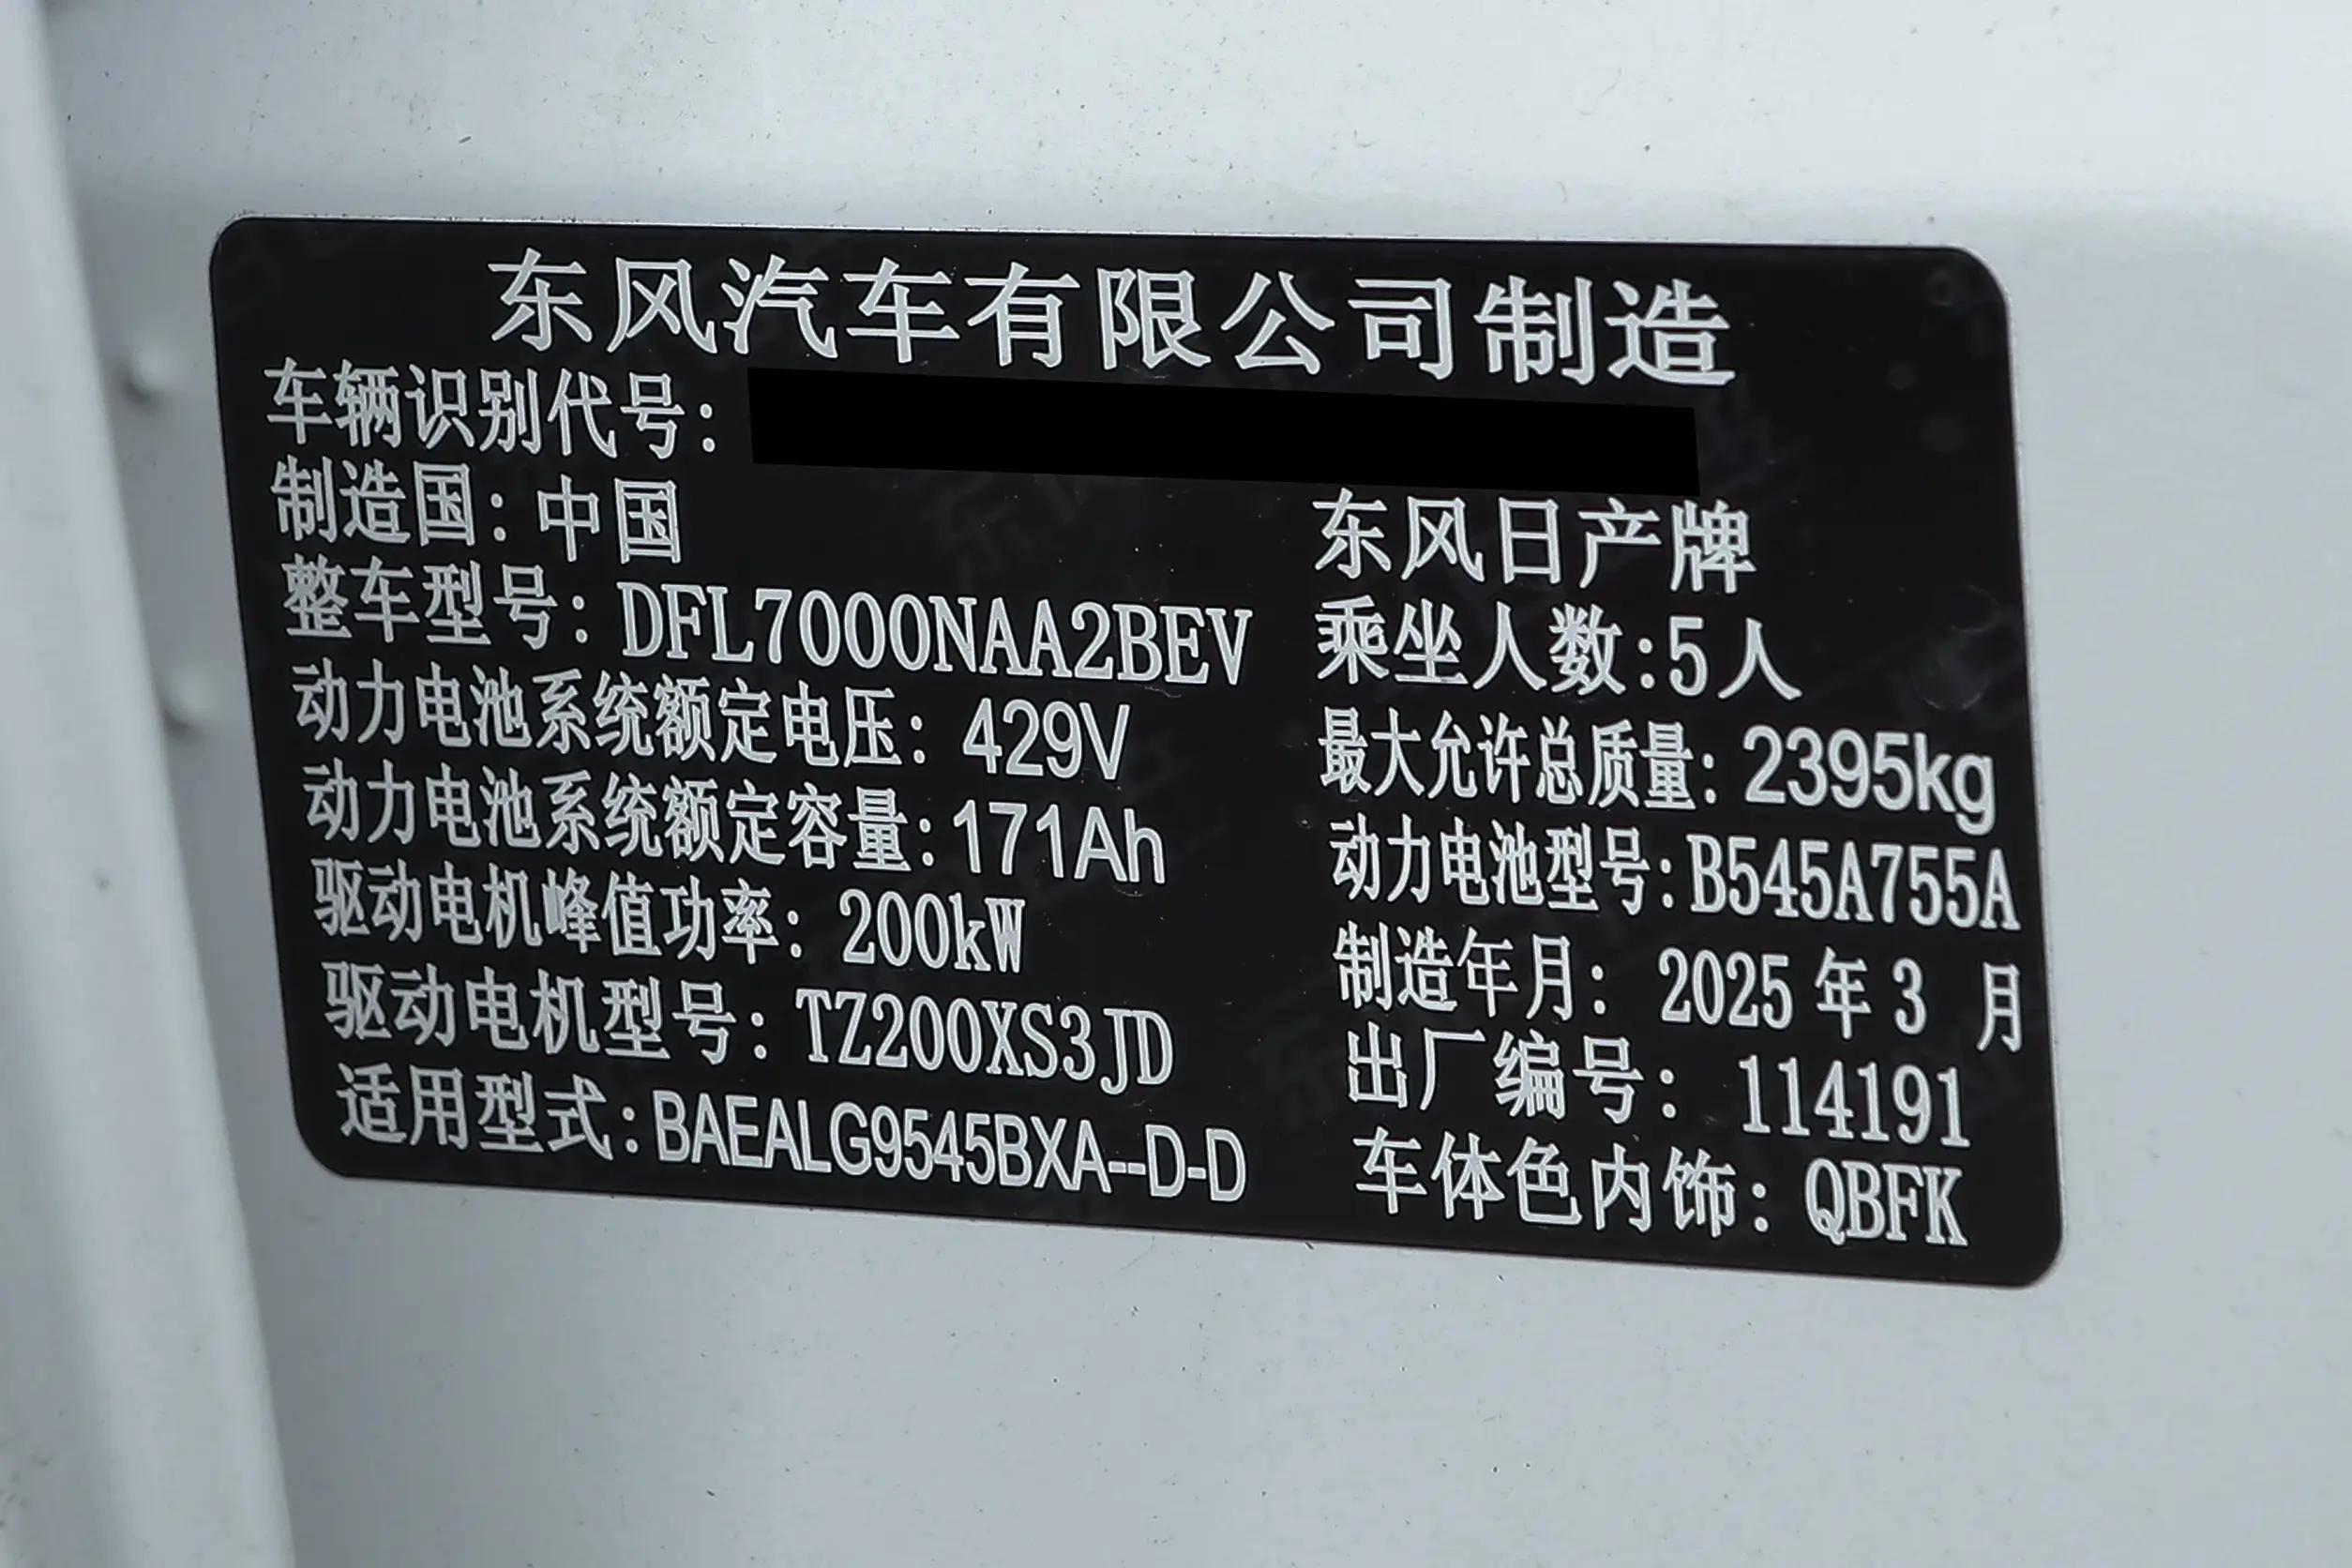 东风汽车有限公司制造
车辆识别代号:
制造国: 中国 东风日产牌
整车型号: DFL7000NAA2BEV 乘坐人数:5人
动力电池系统额定电压: 429V 最大允许总质量: 2395kg
动力电池系统额定容量:171Ah 动力电池型号:B545A755A
驱动电机峰值功率: 200kW 制造年月: 2025年3 月
驱动电机型号: TZ200XS3JD 出厂编号: 114191
适用型式:BAEALG9545BXA--D-D 车体色内饰: QBFK